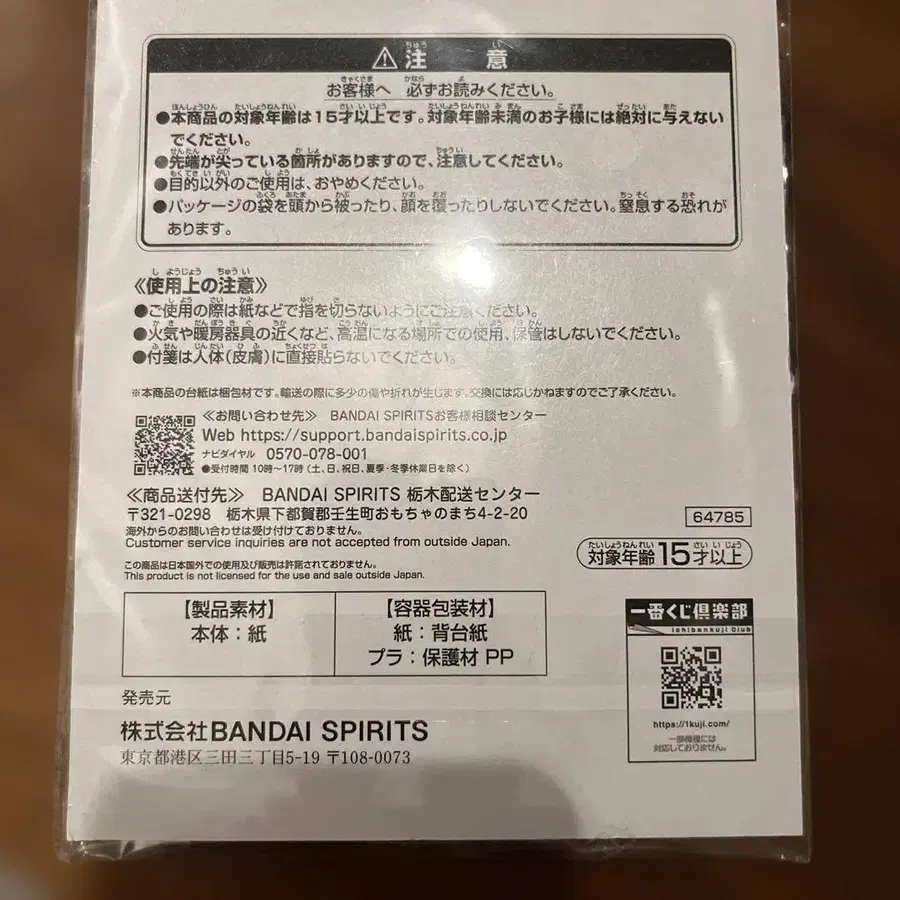 ⚠注意
お客様へ 必ずお読みください。
●本商品の対象年齢は15才以上です。対象年齢未満のお子様には絶対に与えない
でください。
●先端が尖っている箇所がありますので、注意してください。
●目的以外のご使用は、おやめください。
●パッケージの袋を頭から被ったり、顔を覆ったりしないでください。窒息する恐れが
あります。
《使用上の注意》
●ご使用の際は紙などで指を切らないようにご注意ください。
●火気や暖房器具の近くなど、高温になる場所での使用、保管はしないでください。
●付箋は人体(皮膚)に直接貼らないでください。
※本商品の台紙は梱包材です。輸送の際に多少の傷や折れが生じます。交換には応じかねますのでご了承ください。
≪お問い合わせ先≫ BANDAI SPIRITSお客様相談センター
Web https://support.bandaispirits.co.jp
ナビダイヤル 0570-078-001
●受付時間 10時〜17時 (土、日、祝日、夏季・冬季休業日を除く)
≪商品送付先≫ BANDAI SPIRITS 栃木配送センター
〒321-0298 栃木県下都賀郡壬生町おもちゃのまち4-2-20
海外からのお問い合わせは受け付けておりません。
Customer service inquiries are not accepted from outside Japan.
64785
この商品は日本国外での使用及び販売は許諾されておりません。
This product is not licensed for the use and sale outside Japan.
対象年齢15才以上
【製品素材】
本体:紙
【容器包装材】
紙:背台紙
プラ:保護材 PP
一番くじ倶楽部
Ichibankuji Club
https://1kuji.com/
一部機種には
対応しておりません。
発売元
株式会社BANDAI SPIRITS
東京都港区三田三丁目5-19 〒108-0073